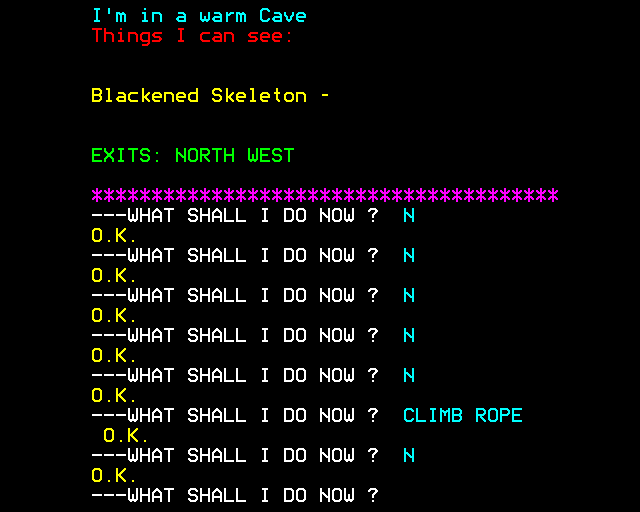 I'm in a warm Cave
Things I can see:
Blackened Skeleton -
EXITS: NORTH WEST
***************************************
---WHAT SHALL I DO NOW ? N
O.K.
---WHAT SHALL I DO NOW ? N
O.K.
---WHAT SHALL I DO NOW ? N
O.K.
---WHAT SHALL I DO NOW ? N
O.K.
---WHAT SHALL I DO NOW ? N
O.K.
---WHAT SHALL I DO NOW ? CLIMB ROPE
O.K.
---WHAT SHALL I DO NOW ? N
O.K.
---WHAT SHALL I DO NOW ?